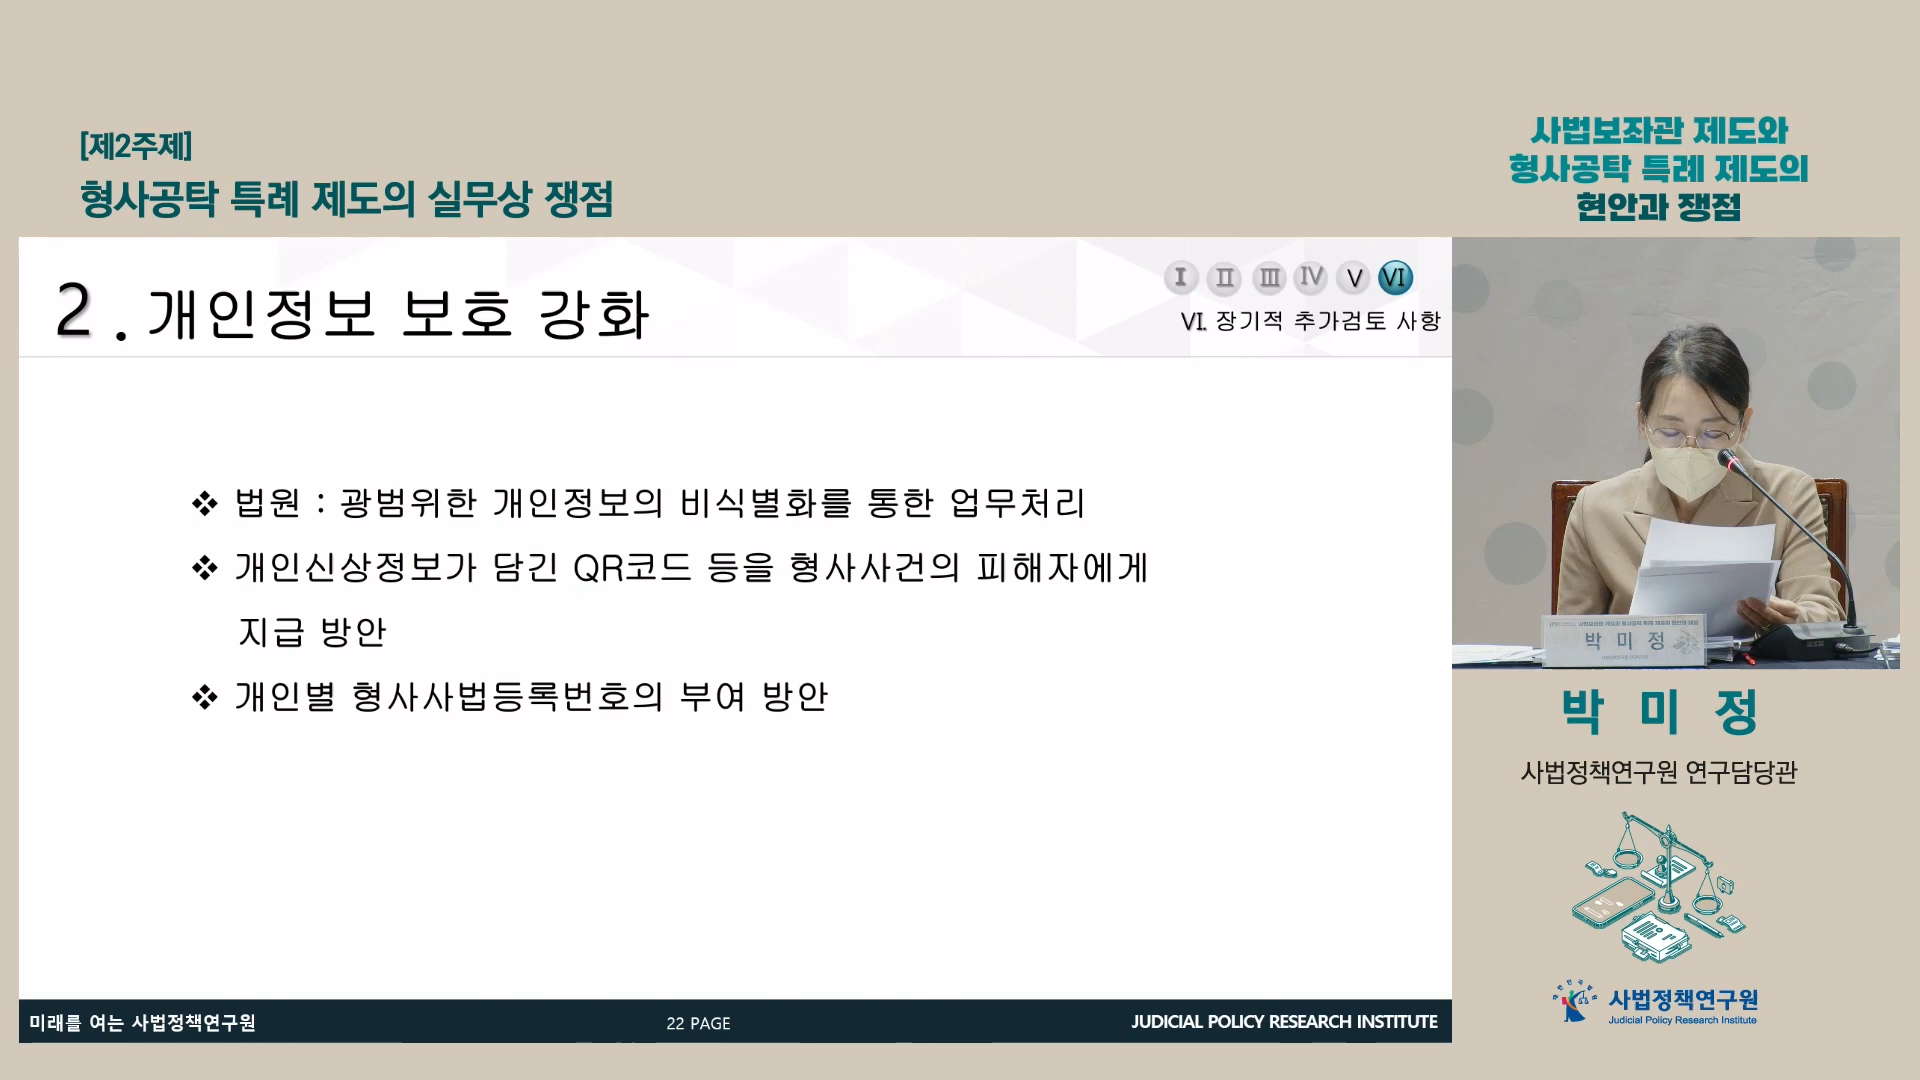 [제2주제]
형사공탁 특례 제도의 실무상 쟁점
사법보좌관 제도와
형사공탁 특례 제도의
현안과 쟁점
2. 개인정보 보호 강화
I II III IV V VI
VI. 장기적 추가검토 사항
❖ 법원 : 광범위한 개인정보의 비식별화를 통한 업무처리
❖ 개인신상정보가 담긴 QR코드 등을 형사사건의 피해자에게
지급 방안
❖ 개인별 형사사법등록번호의 부여 방안
미래를 여는 사법정책연구원
22 PAGE
JUDICIAL POLICY RESEARCH INSTITUTE
박 미 정
박 미 정
사법정책연구원 연구담당관
대한민국법원
사법정책연구원
Judicial Policy Research Institute